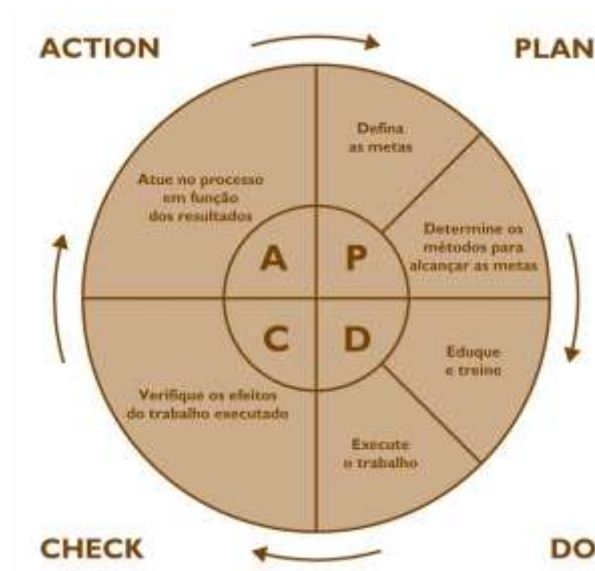 ACTION
PLAN
Defina
as metas
Atue no processo
em função
dos resultados
Determine os
métodos para
alcançar as metas
A
P
C
D
Eduque
e treine
Verifique os efeitos
do trabalho executado
Execute
o trabalho
CHECK
DO